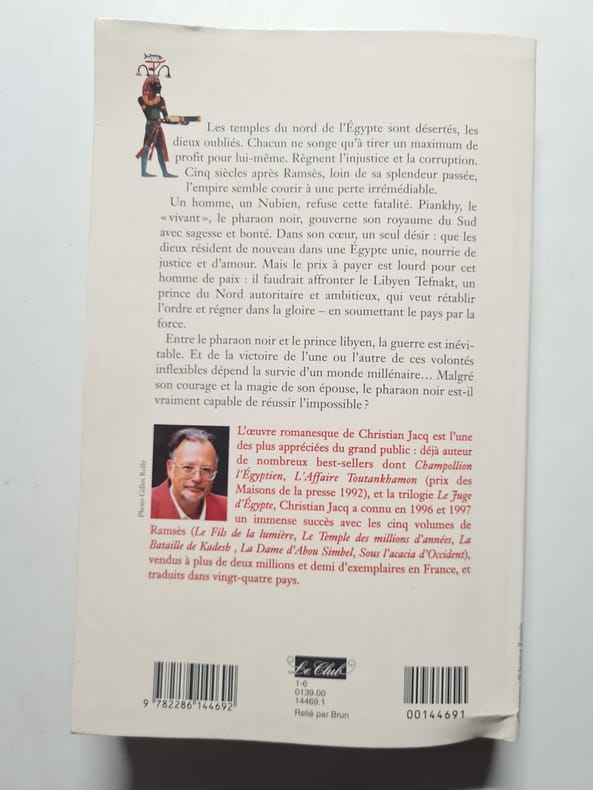 Les temples du nord de l'Égypte sont désertés, les
dieux oubliés. Chacun ne songe qu'à tirer un maximum de
profit pour lui-même. Règnent l'injustice et la corruption.
Cinq siècles après Ramsès, loin de sa splendeur passée,
l'empire semble courir à une perte irrémédiable.
Un homme, un Nubien, refuse cette fatalité. Piankhy, le
« vivant », le pharaon noir, gouverne son royaume du Sud
avec sagesse et bonté. Dans son cœur, un seul désir : que les
dieux résident de nouveau dans une Égypte unie, nourrie de
justice et d'amour. Mais le prix à payer est lourd pour cet
homme de paix : il faudrait affronter le Libyen Tefnakt, un
prince du Nord autoritaire et ambitieux, qui veut rétablir
l'ordre et régner dans la gloire – en soumettant le pays par la
force.
Entre le pharaon noir et le prince libyen, la guerre est inévi-
table. Et de la victoire de l'une ou l'autre de ces volontés
inflexibles dépend la survie d'un monde millénaire… Malgré
son courage et la magie de son épouse, le pharaon noir est-il
vraiment capable de réussir l'impossible ?
Photo Gilles Rolle
L'œuvre romanesque de Christian Jacq est l'une
des plus appréciées du grand public : déjà auteur
de nombreux best-sellers dont Champollion
l'Égyptien, L'Affaire Toutankhamon (prix des
Maisons de la presse 1992), et la trilogie Le Juge
d'Égypte, Christian Jacq a connu en 1996 et 1997
un immense succès avec les cinq volumes de
Ramsès (Le Fils de la lumière, Le Temple des millions d'années, La
Bataille de Kadesh , La Dame d'Abou Simbel, Sous l'acacia d'Occident),
vendus à plus de deux millions et demi d'exemplaires en France, et
traduits dans vingt-quatre pays.
Le Club
1-6
0139.00
14469.1
Relié par Brun
9 782286 144692
00144691